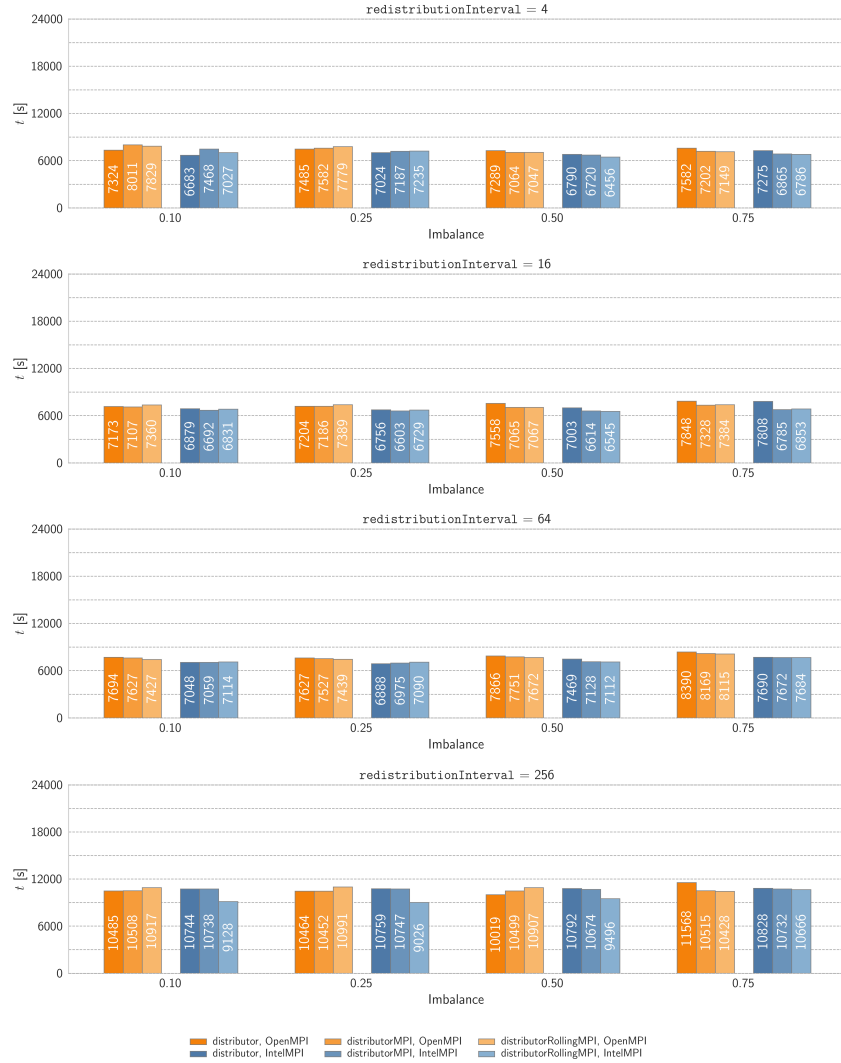 redistributionInterval = 4
24000
18000
12000
6000
0
t [s]
7324 8011 7829 6683 7468 7027 7485 7582 7779 7024 7187 7235 7289 7064 7047 6790 6720 6456 7582 7202 7149 7275 6865 6786
0.10 0.25 0.50 0.75
Imbalance
redistributionInterval = 16
24000
18000
12000
6000
0
t [s]
7173 7107 7360 6879 6692 6831 7204 7186 7389 6756 6603 6729 7558 7065 7067 7003 6614 6545 7848 7328 7384 7808 6785 6853
0.10 0.25 0.50 0.75
Imbalance
redistributionInterval = 64
24000
18000
12000
6000
0
t [s]
7694 7627 7427 7048 7059 7114 7627 7527 7439 6888 6975 7090 7866 7751 7672 7469 7128 7112 8390 8169 8115 7690 7672 7684
0.10 0.25 0.50 0.75
Imbalance
redistributionInterval = 256
24000
18000
12000
6000
0
t [s]
10485 10508 10917 10744 10738 9128 10464 10452 10991 10759 10747 9026 10019 10499 10907 10792 10674 9496 11568 10515 10428 10828 10732 10666
0.10 0.25 0.50 0.75
Imbalance
distributor, OpenMPI distributorMPI, OpenMPI distributorRollingMPI, OpenMPI
distributor, IntelMPI distributorMPI, IntelMPI distributorRollingMPI, IntelMPI